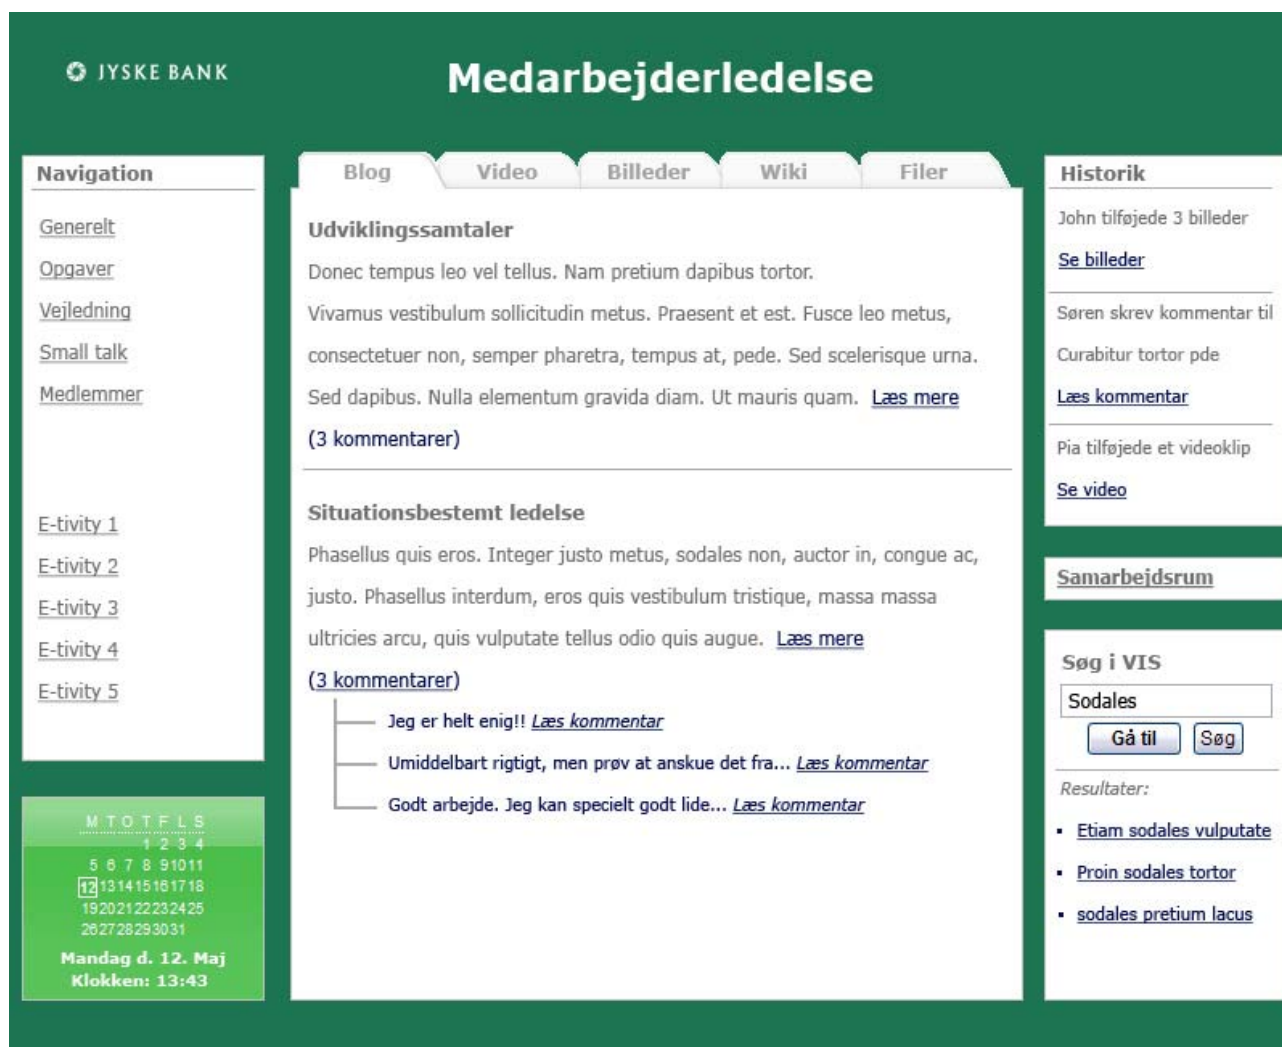 JYSKE BANK
Medarbejderledelse
Navigation
Generelt
Opgaver
Vejledning
Small talk
Medlemmer
E-tivity 1
E-tivity 2
E-tivity 3
E-tivity 4
E-tivity 5
M T O T F L S
1 2 3 4
5 6 7 8 9 10 11
12 13 14 15 16 17 18
19 20 21 22 23 24 25
26 27 28 29 30 31
Mandag d. 12. Maj
Klokken: 13:43
Blog Video Billeder Wiki Filer
Udviklingssamtaler
Donec tempus leo vel tellus. Nam pretium dapibus tortor.
Vivamus vestibulum sollicitudin metus. Praesent et est. Fusce leo metus,
consectetuer non, semper pharetra, tempus at, pede. Sed scelerisque urna.
Sed dapibus. Nulla elementum gravida diam. Ut mauris quam. Læs mere
(3 kommentarer)
Situationsbestemt ledelse
Phasellus quis eros. Integer justo metus, sodales non, auctor in, congue ac,
justo. Phasellus interdum, eros quis vestibulum tristique, massa massa
ultricies arcu, quis vulputate tellus odio quis augue. Læs mere
(3 kommentarer)
Jeg er helt enig!! Læs kommentar
Umiddelbart rigtigt, men prøv at anskue det fra... Læs kommentar
Godt arbejde. Jeg kan specielt godt lide... Læs kommentar
Historik
John tilføjede 3 billeder
Se billeder
Søren skrev kommentar til
Curabitur tortor pde
Læs kommentar
Pia tilføjede et videoklip
Se video
Samarbejdsrum
Søg i VIS
Sodales
Gå til Søg
Resultater:
Etiam sodales vulputate
Proin sodales tortor
sodales pretium lacus